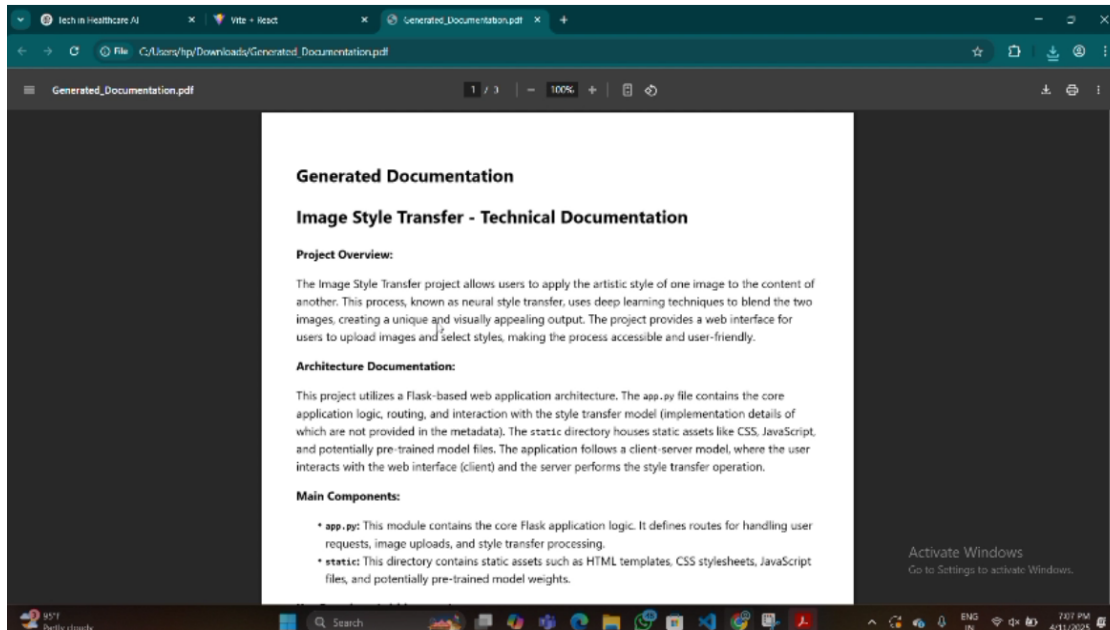 Tech in Healthcare AI
Vite + React
Generated_Documentation.pdf
File C:/Users/hp/Downloads/Generated_Documentation.pdf
Generated_Documentation.pdf
1 / 3
100%
Generated Documentation
Image Style Transfer - Technical Documentation
Project Overview:
The Image Style Transfer project allows users to apply the artistic style of one image to the content of
another. This process, known as neural style transfer, uses deep learning techniques to blend the two
images, creating a unique and visually appealing output. The project provides a web interface for
users to upload images and select styles, making the process accessible and user-friendly.
Architecture Documentation:
This project utilizes a Flask-based web application architecture. The app.py file contains the core
application logic, routing, and interaction with the style transfer model (implementation details of
which are not provided in the metadata). The static directory houses static assets like CSS, JavaScript,
and potentially pre-trained model files. The application follows a client-server model, where the user
interacts with the web interface (client) and the server performs the style transfer operation.
Main Components:
• app.py: This module contains the core Flask application logic. It defines routes for handling user
requests, image uploads, and style transfer processing.
• static: This directory contains static assets such as HTML templates, CSS stylesheets, JavaScript
files, and potentially pre-trained model weights.
Activate Windows
Go to Settings to activate Windows.
95°F
Partly cloudy
Search
ENG
IN
7:07 PM
4/11/2025